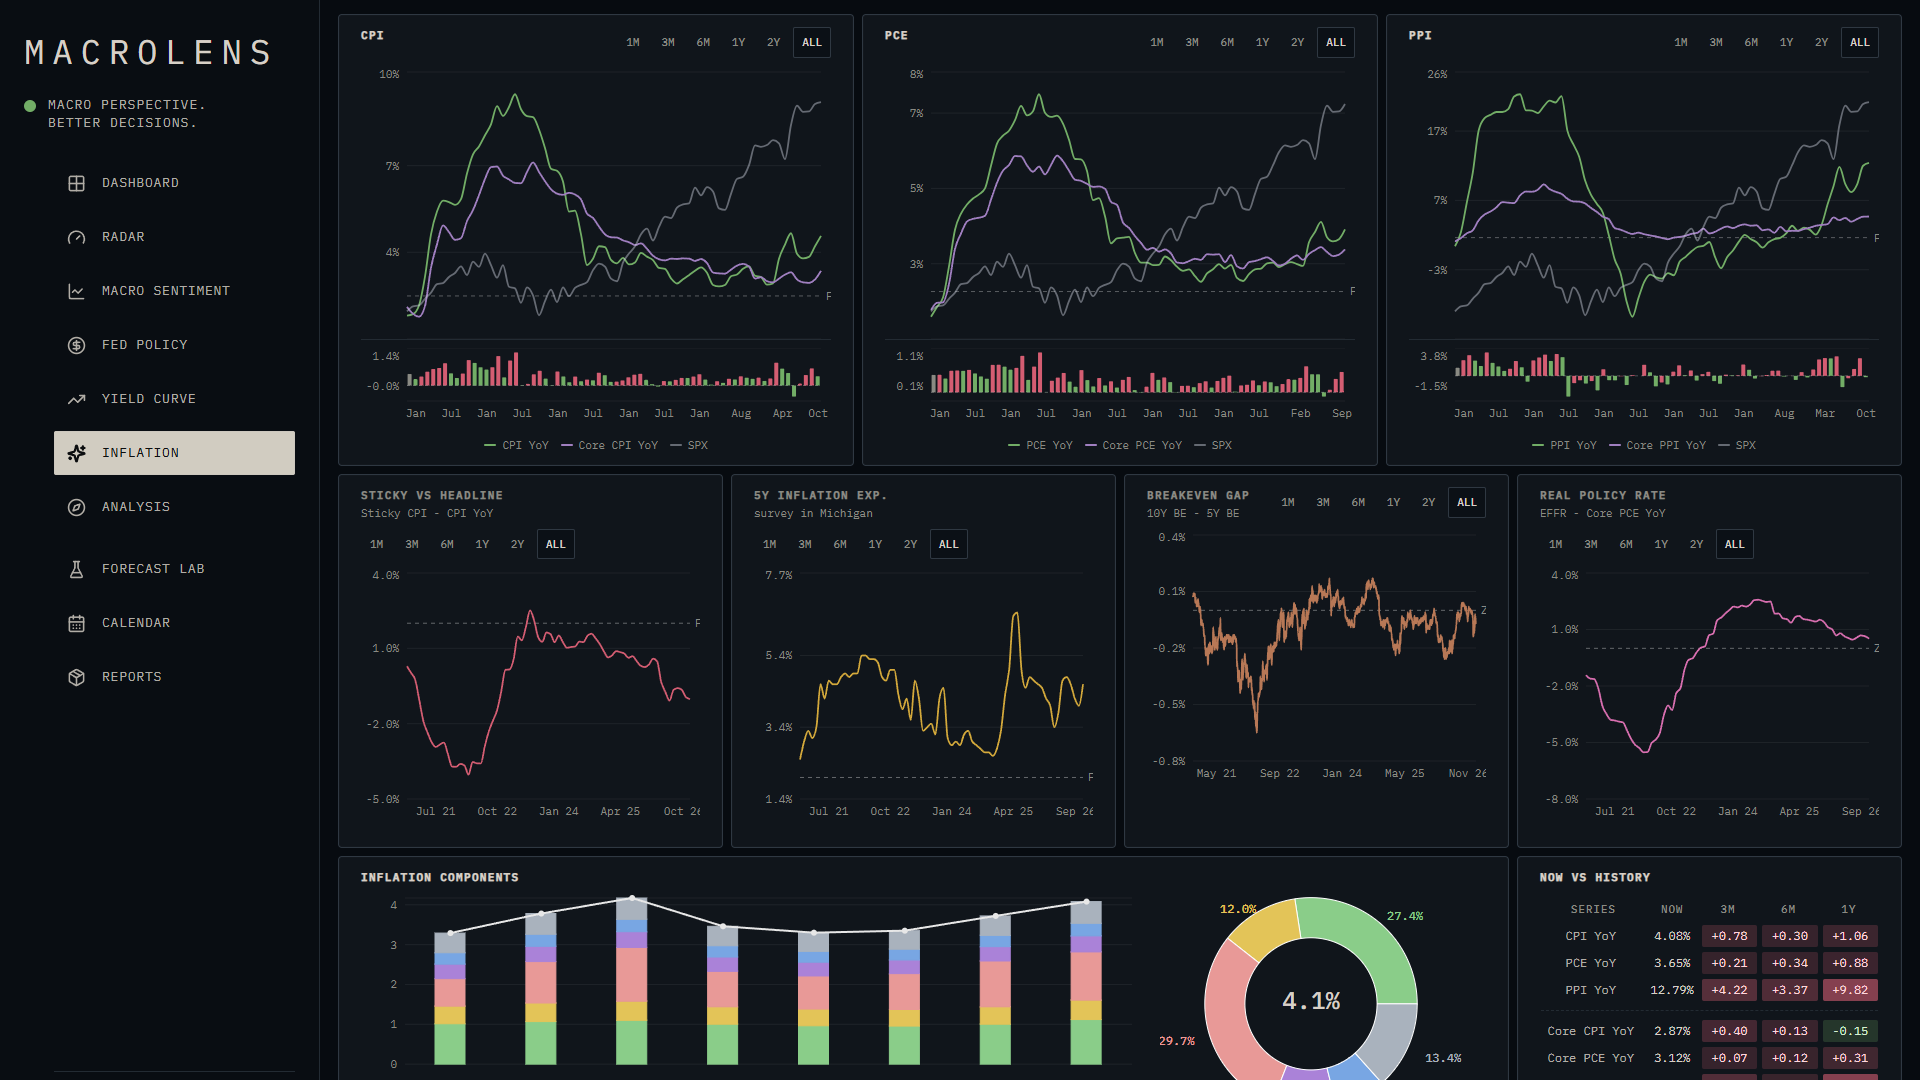 MACROLENS
MACRO PERSPECTIVE.
BETTER DECISIONS.
DASHBOARD
RADAR
MACRO SENTIMENT
FED POLICY
YIELD CURVE
INFLATION
ANALYSIS
FORECAST LAB
CALENDAR
REPORTS
CPI
1M 3M 6M 1Y 2Y ALL
10%
7%
4%
F
1.4%
-0.0%
Jan Jul Jan Jul Jan Jul Jan Jul Jan Aug Apr Oct
CPI YoY Core CPI YoY SPX
PCE
1M 3M 6M 1Y 2Y ALL
8%
7%
5%
3%
F
1.1%
0.1%
Jan Jul Jan Jul Jan Jul Jan Jul Jan Jul Feb Sep
PCE YoY Core PCE YoY SPX
PPI
1M 3M 6M 1Y 2Y ALL
26%
17%
7%
-3%
F
3.8%
-1.5%
Jan Jul Jan Jul Jan Jul Jan Jul Jan Aug Mar Oct
PPI YoY Core PPI YoY SPX
STICKY VS HEADLINE
Sticky CPI - CPI YoY
1M 3M 6M 1Y 2Y ALL
4.0%
1.0%
-2.0%
-5.0%
F
Jul 21 Oct 22 Jan 24 Apr 25 Oct 26
5Y INFLATION EXP.
survey in Michigan
1M 3M 6M 1Y 2Y ALL
7.7%
5.4%
3.4%
1.4%
F
Jul 21 Oct 22 Jan 24 Apr 25 Sep 26
BREAKEVEN GAP
10Y BE - 5Y BE
1M 3M 6M 1Y 2Y ALL
0.4%
0.1%
-0.2%
-0.5%
-0.8%
Z
May 21 Sep 22 Jan 24 May 25 Nov 26
REAL POLICY RATE
EFFR - Core PCE YoY
1M 3M 6M 1Y 2Y ALL
4.0%
1.0%
-2.0%
-5.0%
-8.0%
Z
Jul 21 Oct 22 Jan 24 Apr 25 Sep 26
INFLATION COMPONENTS
4
3
2
1
0
12.0%
27.4%
4.1%
29.7%
13.4%
NOW VS HISTORY
SERIES NOW 3M 6M 1Y
CPI YoY 4.08% +0.78 +0.30 +1.06
PCE YoY 3.65% +0.21 +0.34 +0.88
PPI YoY 12.79% +4.22 +3.37 +9.82
Core CPI YoY 2.87% +0.40 +0.13 -0.15
Core PCE YoY 3.12% +0.07 +0.12 +0.31